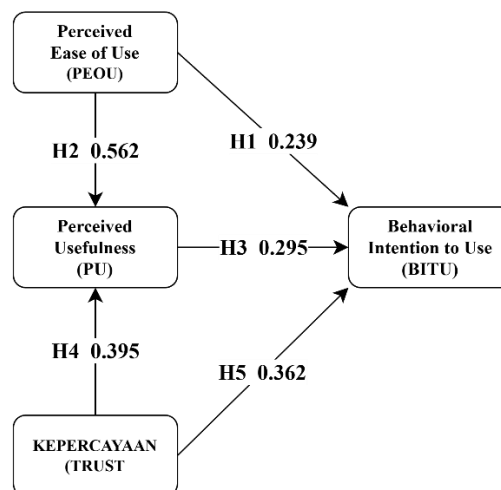 Perceived
Ease of Use
(PEOU)
H2 0.562
H1 0.239
Perceived
Usefulness
(PU)
H3 0.295
Behavioral
Intention to Use
(BITU)
H4 0.395
H5 0.362
KEPERCAYAAN
(TRUST